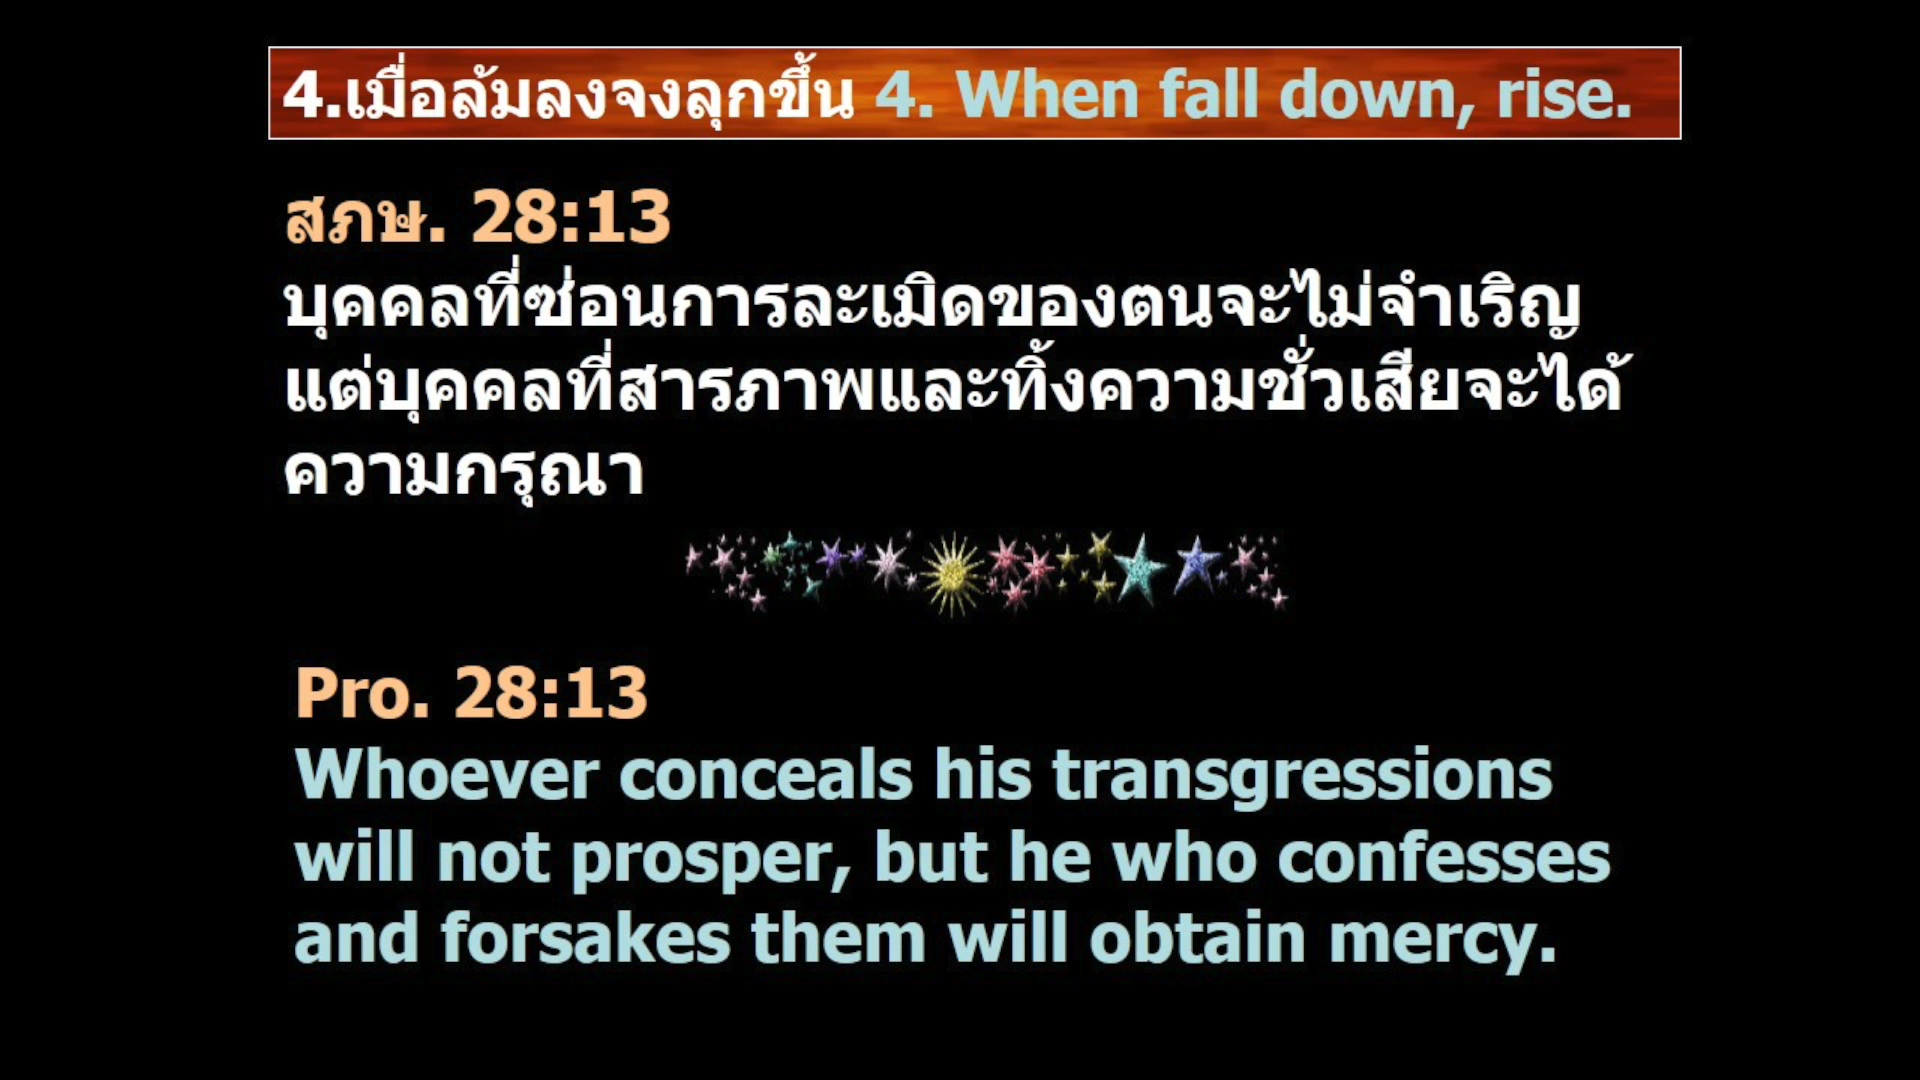 4.เมื่อล้มลงจงลุกขึ้น 4. When fall down, rise.
สภษ. 28:13
บุคคลที่ซ่อนการละเมิดของตนจะไม่จำเริญ
แต่บุคคลที่สารภาพและทิ้งความชั่วเสียจะได้
ความกรุณา
Pro. 28:13
Whoever conceals his transgressions
will not prosper, but he who confesses
and forsakes them will obtain mercy.